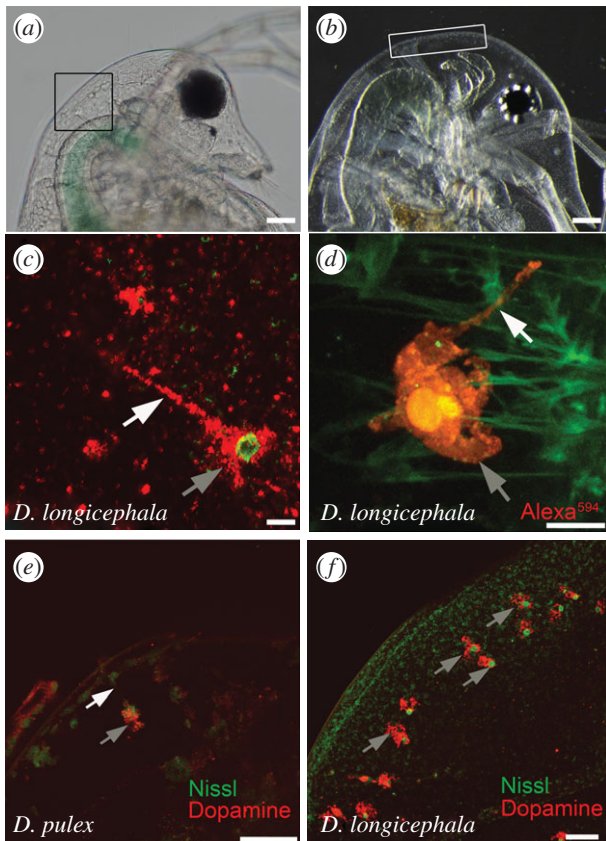 (a)
(b)
(c)
D. longicephala
(d)
D. longicephala
Alexa594
(e)
Nissl
Dopamine
D. pulex
(f)
Nissl
Dopamine
D. longicephala